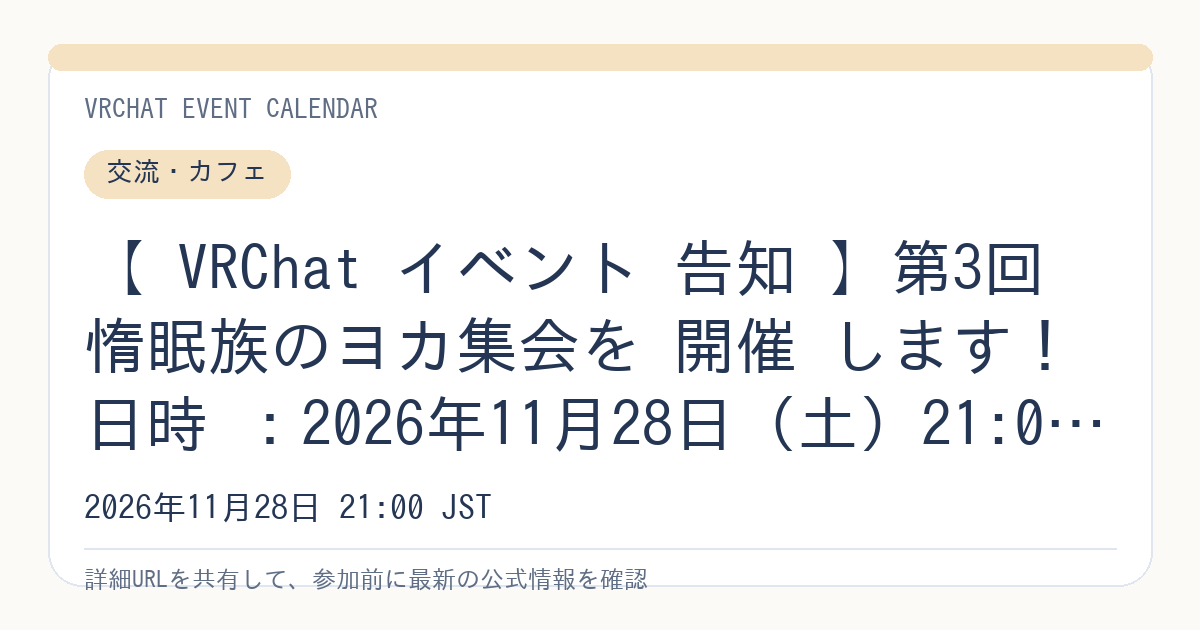 VRCHAT EVENT CALENDAR
交流・カフェ
【 VRChat イベント 告知 】第3回
惰眠族のヨカ集会を 開催 します！
日時 ：2026年11月28日（土）21:0…
2026年11月28日 21:00 JST
詳細URLを共有して、参加前に最新の公式情報を確認